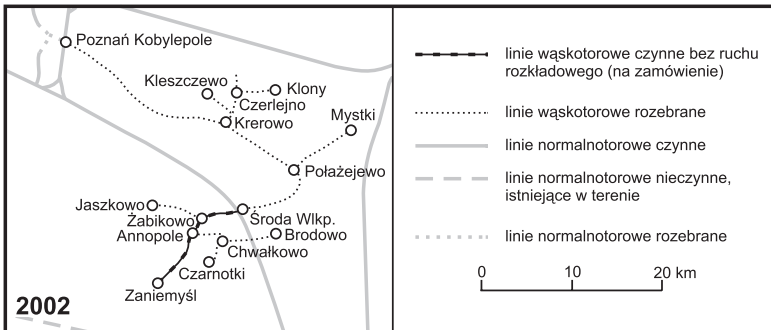 Poznań Kobylepole
Kleszczewo
Klony
Czerlejno
Mystki
Krerowo
Połażejewo
Jaszkowo
Żabikowo
Środa Wlkp.
Annopole
Brodowo
Chwałkowo
Czarnotki
Zaniemyśl
2002
linie wąskotorowe czynne bez ruchu
rozkładowego (na zamówienie)
linie wąskotorowe rozebrane
linie normalnotorowe czynne
linie normalnotorowe nieczynne,
istniejące w terenie
linie normalnotorowe rozebrane
0 10 20 km